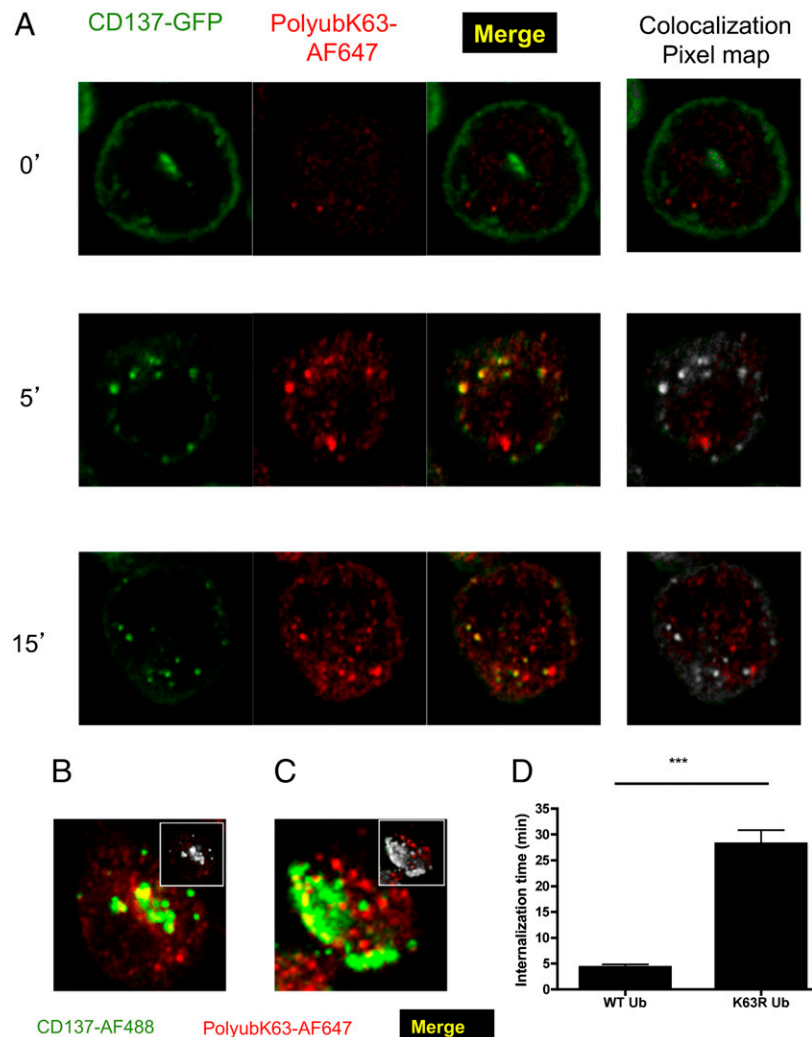 A
CD137-GFP
PolyubK63-
AF647
Merge
Colocalization
Pixel map
0’
5’
15’
B
C
D
***
Internalization time (min)
35
30
25
20
15
10
5
0
WT Ub
K63R Ub
CD137-AF488
PolyubK63-AF647
Merge